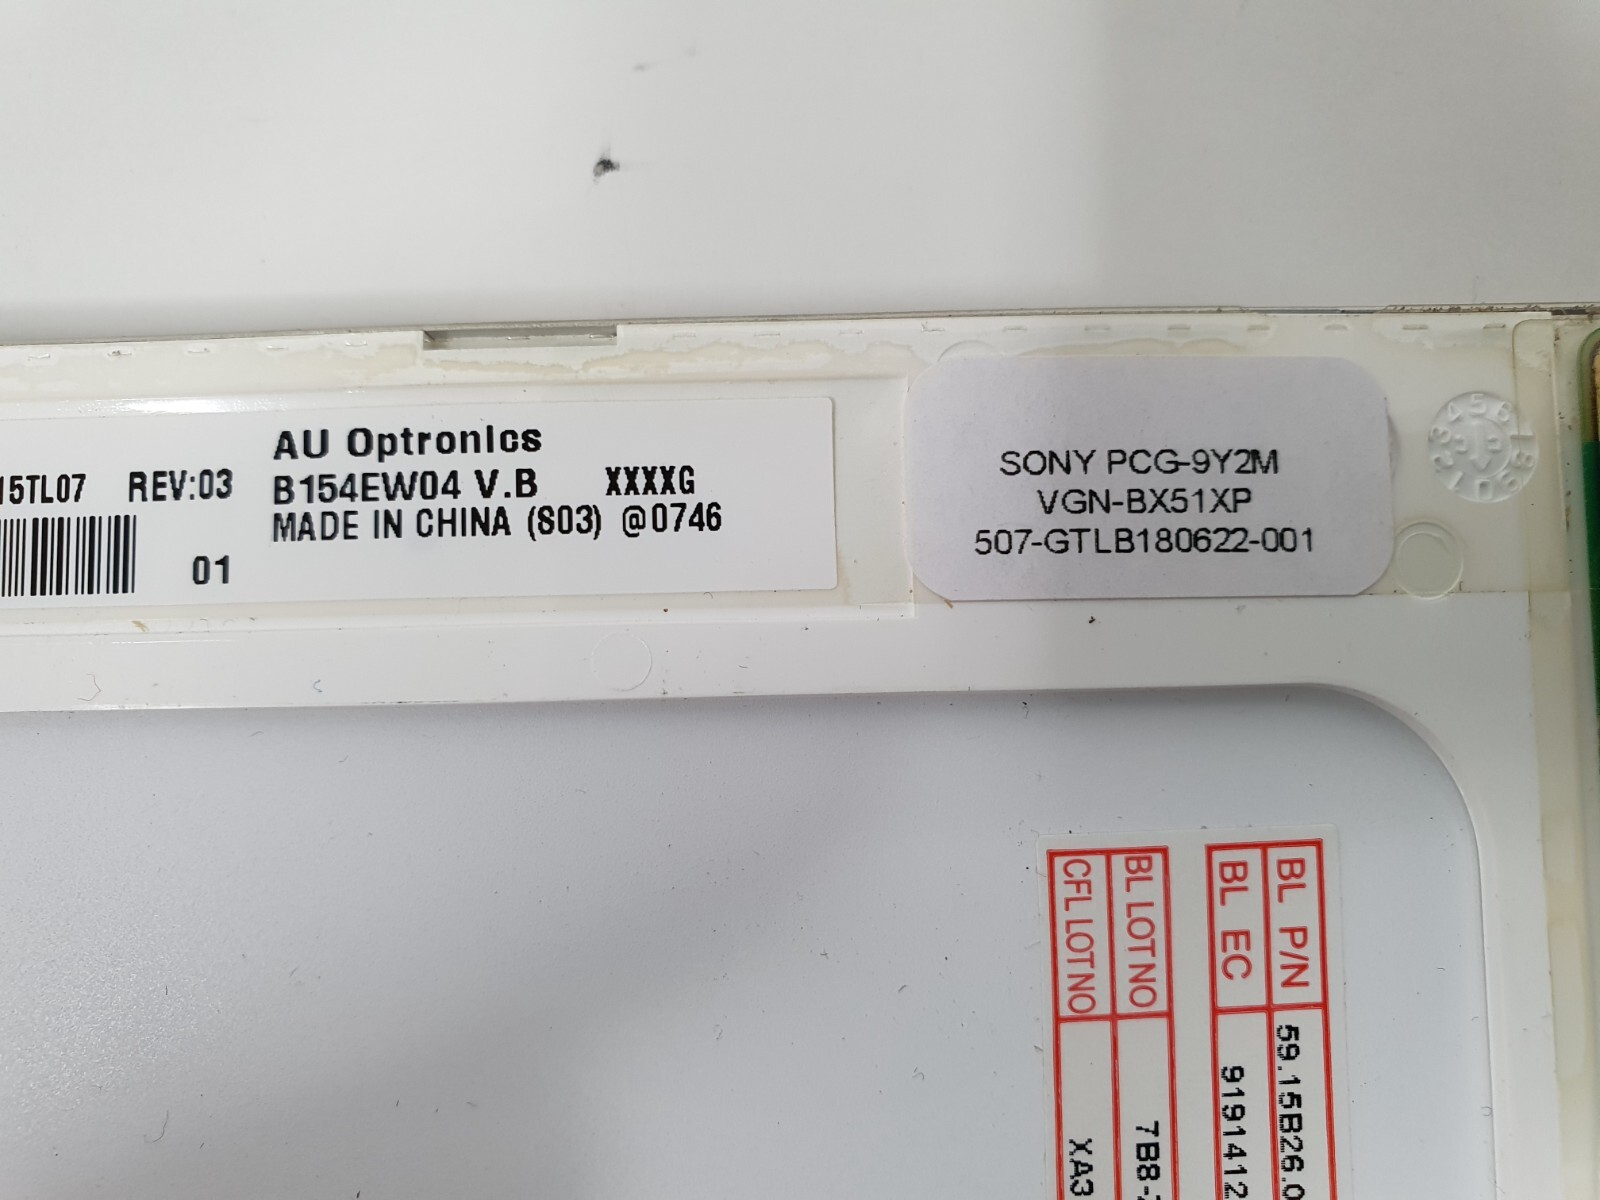 AU Optronics
15TL07 REV:03 B154EW04 V.B XXXXG
MADE IN CHINA (S03) @0746
01
SONY PCG-9Y2M
VGN-BX51XP
507-GTLB180622-001
BL P/N 59.15B26.0
BL EC 9191412
BL LOT NO 7B8-
CFL LOT NO XA3